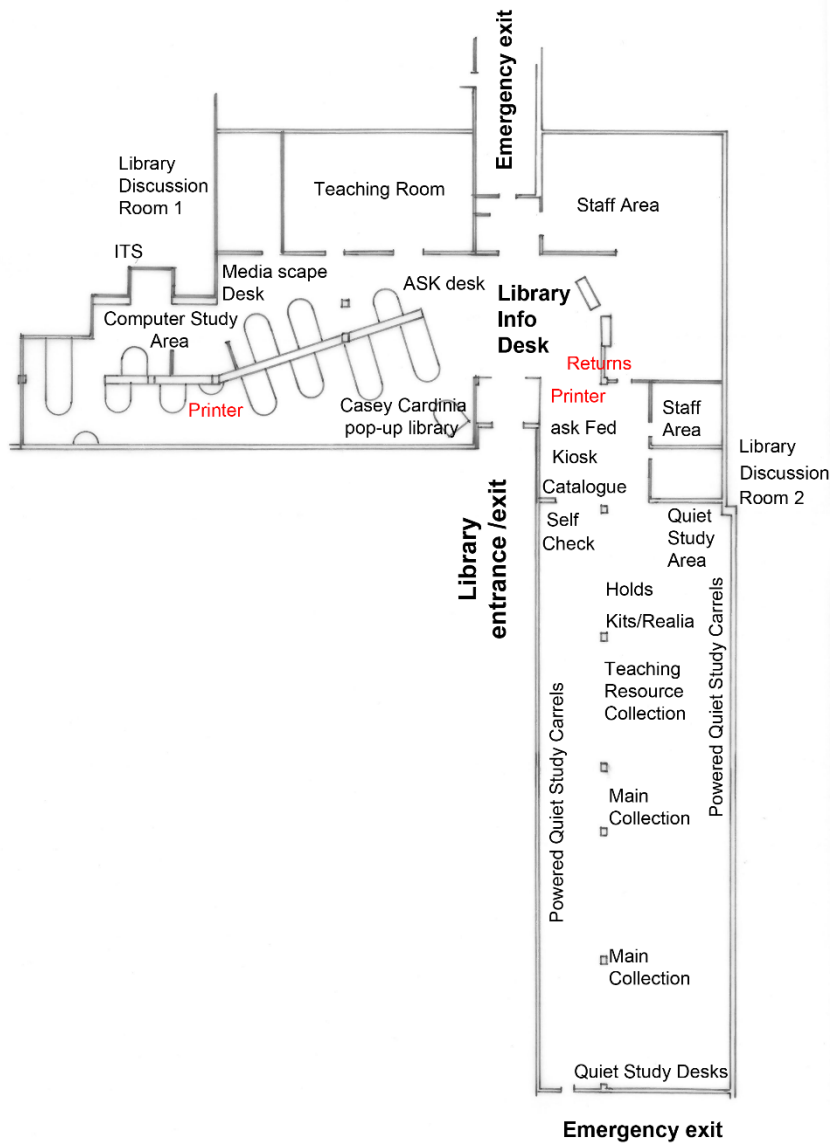 Emergency exit
Library
Discussion
Room 1
Teaching Room
Staff Area
ITS
Media scape
Desk
ASK desk
Library
Info
Desk
Computer Study
Area
Returns
Printer
Printer
Casey Cardinia
pop-up library
ask Fed
Staff
Area
Kiosk
Library
Discussion
Room 2
Catalogue
Self
Check
Quiet
Study
Area
Library
entrance /exit
Holds
Kits/Realia
Teaching
Resource
Collection
Powered Quiet Study Carrels
Powered Quiet Study Carrels
Main
Collection
Main
Collection
Quiet Study Desks
Emergency exit